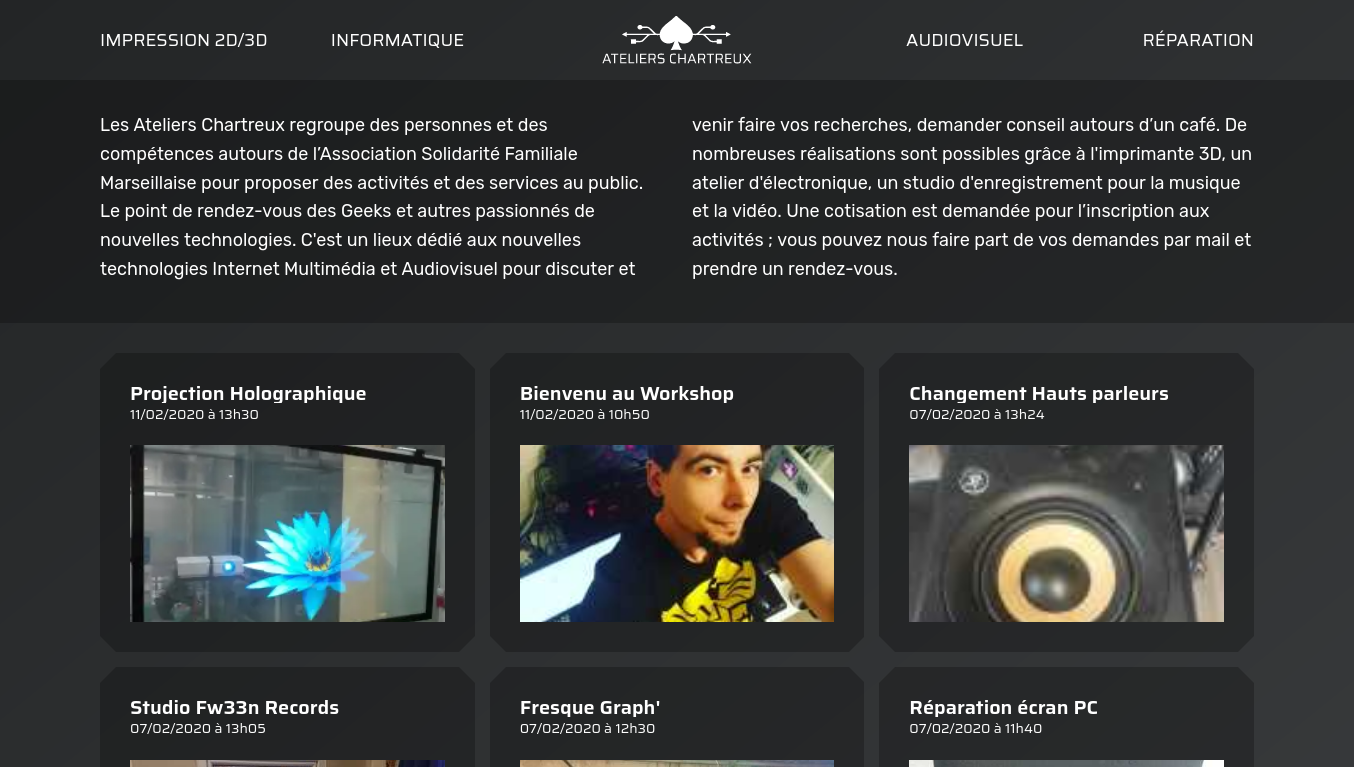 IMPRESSION 2D/3D
INFORMATIQUE
ATELIERS CHARTREUX
AUDIOVISUEL
RÉPARATION
Les Ateliers Chartreux regroupe des personnes et des
compétences autours de l’Association Solidarité Familiale
Marseillaise pour proposer des activités et des services au public.
Le point de rendez-vous des Geeks et autres passionnés de
nouvelles technologies. C'est un lieux dédié aux nouvelles
technologies Internet Multimédia et Audiovisuel pour discuter et
venir faire vos recherches, demander conseil autours d’un café. De
nombreuses réalisations sont possibles grâce à l'imprimante 3D, un
atelier d'électronique, un studio d'enregistrement pour la musique
et la vidéo. Une cotisation est demandée pour l’inscription aux
activités ; vous pouvez nous faire part de vos demandes par mail et
prendre un rendez-vous.
Projection Holographique
11/02/2020 à 13h30
Bienvenu au Workshop
11/02/2020 à 10h50
Changement Hauts parleurs
07/02/2020 à 13h24
Studio Fw33n Records
07/02/2020 à 13h05
Fresque Graph'
07/02/2020 à 12h30
Réparation écran PC
07/02/2020 à 11h40